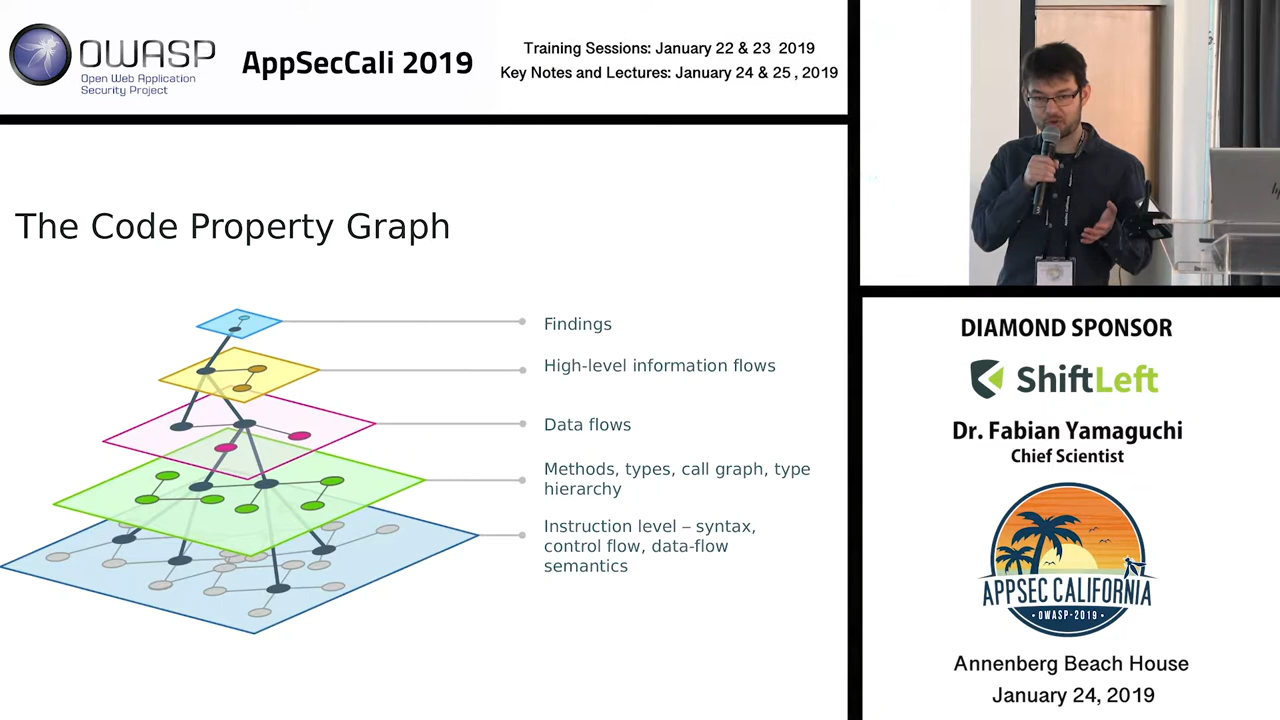 OWASP
Open Web Application
Security Project
AppSecCali 2019
Training Sessions: January 22 & 23 2019
Key Notes and Lectures: January 24 & 25, 2019
The Code Property Graph
Findings
High-level information flows
Data flows
Methods, types, call graph, type
hierarchy
Instruction level – syntax,
control flow, data-flow
semantics
DIAMOND SPONSOR
ShiftLeft
Dr. Fabian Yamaguchi
Chief Scientist
APPSEC CALIFORNIA
• OWASP-2019 •
Annenberg Beach House
January 24, 2019